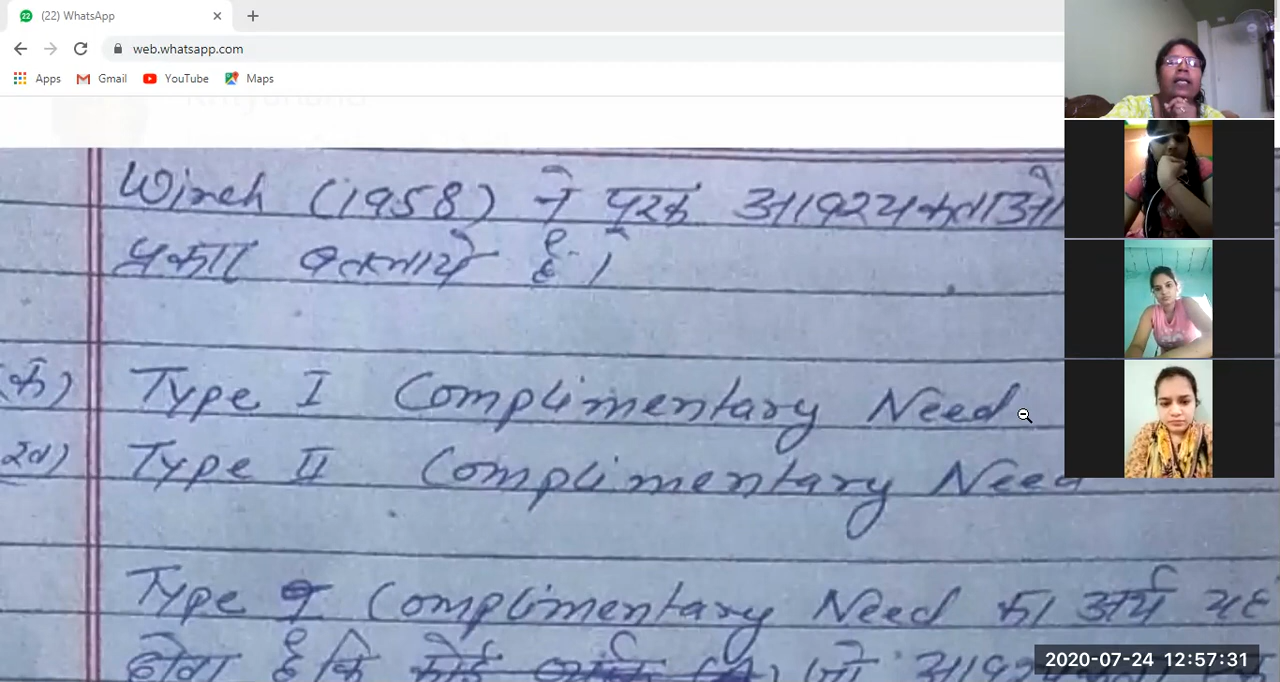 (22) WhatsApp
web.whatsapp.com
Apps Gmail YouTube Maps
Winch (1958) ने पूरक आवश्यकताओ
प्रकार बतलाये है।
(क) Type I Complimentary Need
(ख) Type II Complimentary Need
Type I Complimentary Need का अर्थ यह
होता है कि कोई जो
2020-07-24 12:57:31